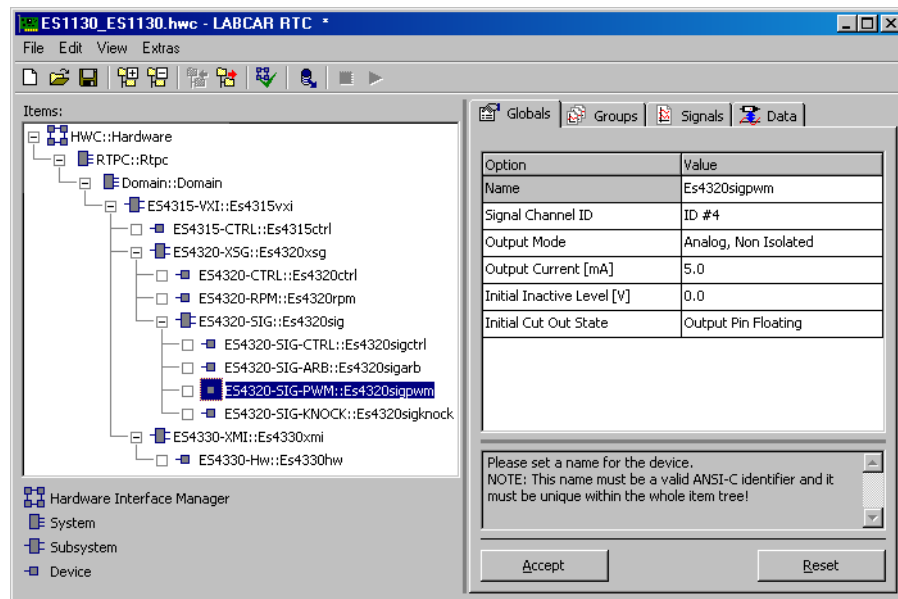 ES1130_ES1130.hwc - LABCAR RTC *
File Edit View Extras
Items:
HWC::Hardware
RTPC::Rtpc
Domain::Domain
ES4315-VXI::Es4315vxi
ES4315-CTRL::Es4315ctrl
ES4320-XSG::Es4320xsg
ES4320-CTRL::Es4320ctrl
ES4320-RPM::Es4320rpm
ES4320-SIG::Es4320sig
ES4320-SIG-CTRL::Es4320sigctrl
ES4320-SIG-ARB::Es4320sigarb
ES4320-SIG-PWM::Es4320sigpwm
ES4320-SIG-KNOCK::Es4320sigknock
ES4330-XMI::Es4330xmi
ES4330-Hw::Es4330hw
Hardware Interface Manager
System
Subsystem
Device
Globals Groups Signals Data
Option Value
Name Es4320sigpwm
Signal Channel ID ID #4
Output Mode Analog, Non Isolated
Output Current [mA] 5.0
Initial Inactive Level [V] 0.0
Initial Cut Out State Output Pin Floating
Please set a name for the device.
NOTE: This name must be a valid ANSI-C identifier and it
must be unique within the whole item tree!
Accept Reset